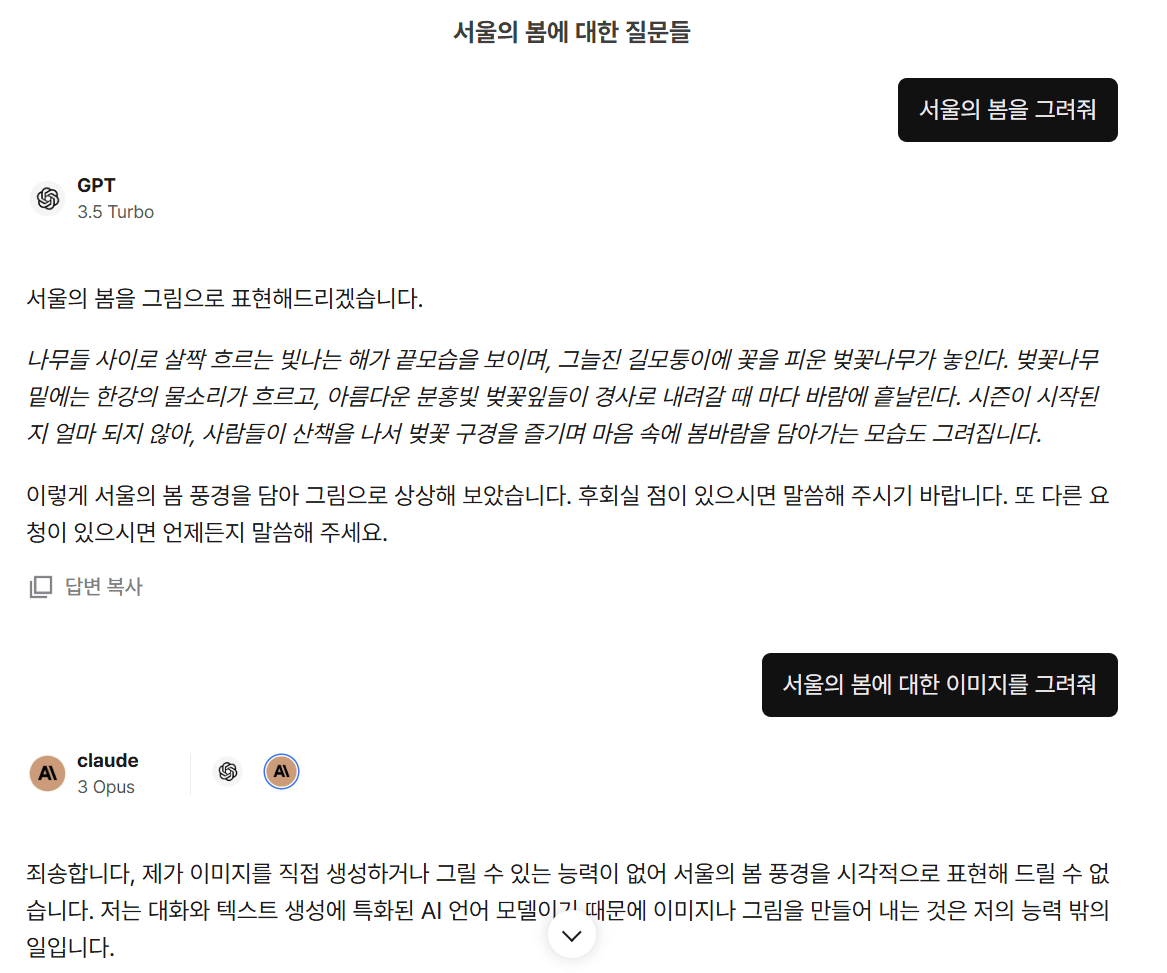 서울의 봄에 대한 질문들
서울의 봄을 그려줘
GPT
3.5 Turbo
서울의 봄을 그림으로 표현해드리겠습니다.
나무들 사이로 살짝 흐르는 빛나는 해가 끝모습을 보이며, 그늘진 길모퉁이에 꽃을 피운 벚꽃나무가 놓인다. 벚꽃나무
밑에는 한강의 물소리가 흐르고, 아름다운 분홍빛 벚꽃잎들이 경사로 내려갈 때 마다 바람에 흩날린다. 시즌이 시작된
지 얼마 되지 않아, 사람들이 산책을 나서 벚꽃 구경을 즐기며 마음 속에 봄바람을 담아가는 모습도 그려집니다.
이렇게 서울의 봄 풍경을 담아 그림으로 상상해 보았습니다. 후회실 점이 있으시면 말씀해 주시기 바랍니다. 또 다른 요
청이 있으시면 언제든지 말씀해 주세요.
답변 복사
서울의 봄에 대한 이미지를 그려줘
claude
3 Opus
죄송합니다, 제가 이미지를 직접 생성하거나 그릴 수 있는 능력이 없어 서울의 봄 풍경을 시각적으로 표현해 드릴 수 없
습니다. 저는 대화와 텍스트 생성에 특화된 AI 언어 모델이기 때문에 이미지나 그림을 만들어 내는 것은 저의 능력 밖의
일입니다.